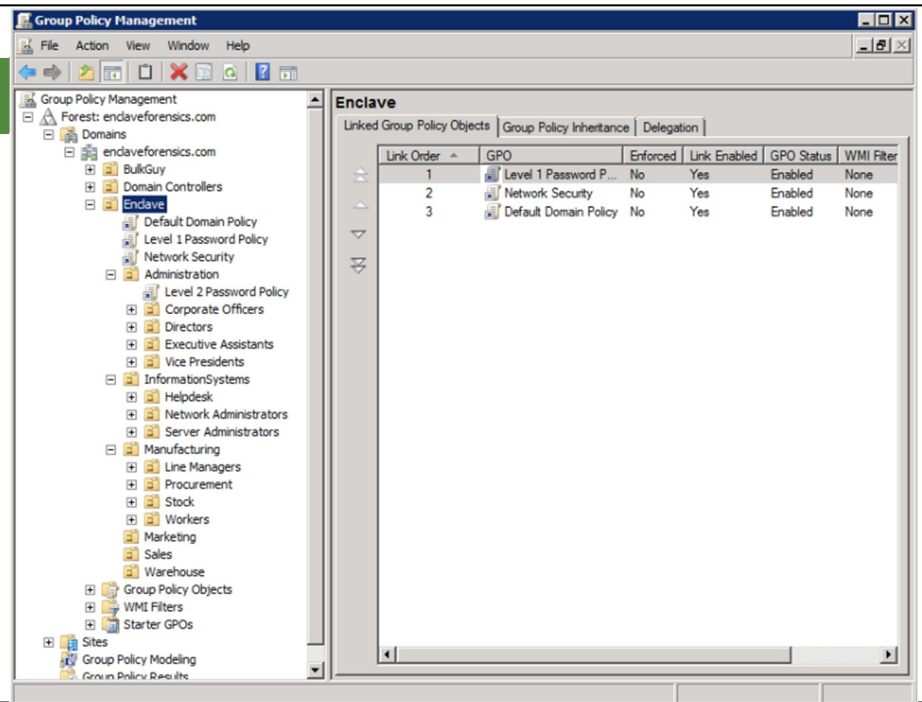 Group Policy Management
File Action View Window Help
Group Policy Management
Forest: enclaveforensics.com
Domains
enclaveforensics.com
BulkGuy
Domain Controllers
Enclave
Default Domain Policy
Level 1 Password Policy
Network Security
Administration
Level 2 Password Policy
Corporate Officers
Directors
Executive Assistants
Vice Presidents
InformationSystems
Helpdesk
Network Administrators
Server Administrators
Manufacturing
Line Managers
Procurement
Stock
Workers
Marketing
Sales
Warehouse
Group Policy Objects
WMI Filters
Starter GPOs
Sites
Group Policy Modeling
Group Policy Results
Enclave
Linked Group Policy Objects Group Policy Inheritance Delegation
Link Order GPO Enforced Link Enabled GPO Status WMI Filter
1 Level 1 Password P... No Yes Enabled None
2 Network Security No Yes Enabled None
3 Default Domain Policy No Yes Enabled None